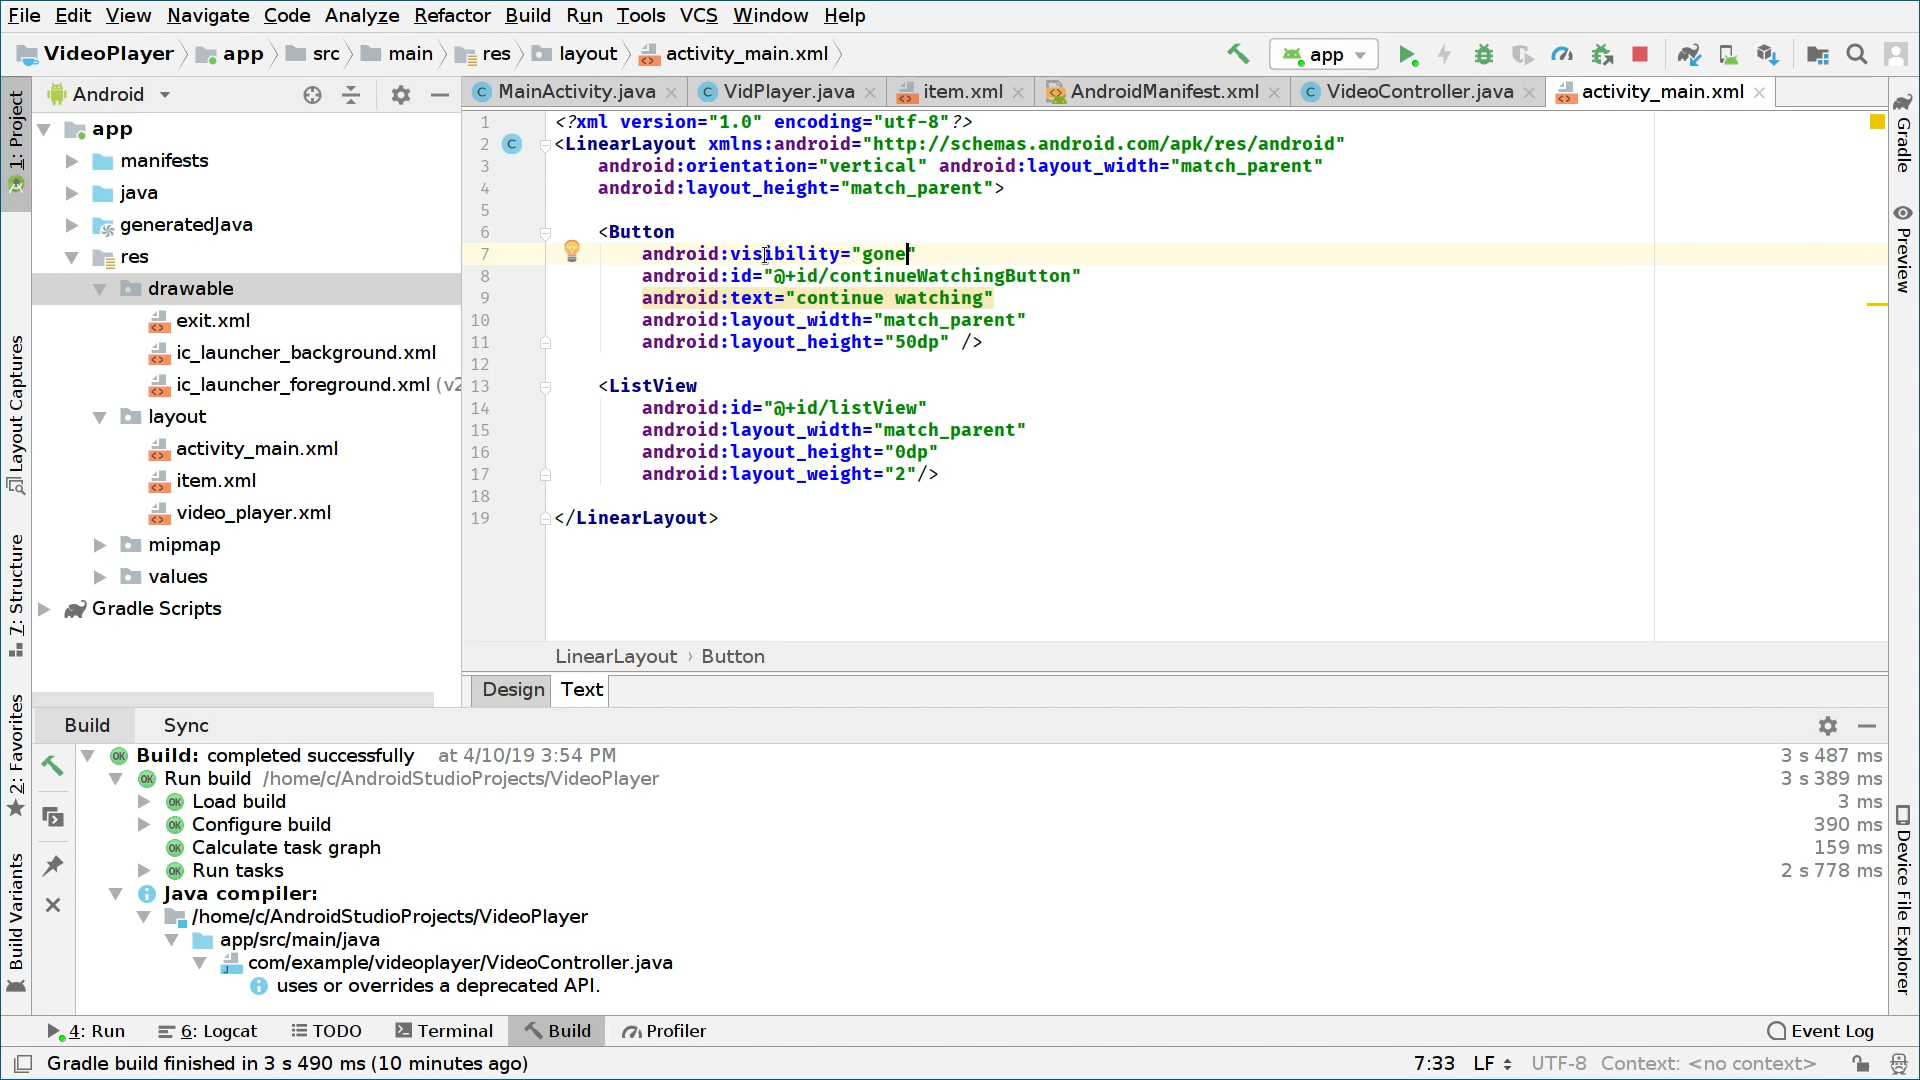 File Edit View Navigate Code Analyze Refactor Build Run Tools VCS Window Help
VideoPlayer app src main res layout activity_main.xml app
1: Project
Layout Captures
7: Structure
2: Favorites
Build Variants
Android
app
manifests
java
generatedJava
res
drawable
exit.xml
ic_launcher_background.xml
ic_launcher_foreground.xml (v2
layout
activity_main.xml
item.xml
video_player.xml
mipmap
values
Gradle Scripts
MainActivity.java VidPlayer.java item.xml AndroidManifest.xml VideoController.java activity_main.xml
1 <?xml version="1.0" encoding="utf-8"?>
2 C <LinearLayout xmlns:android="http://schemas.android.com/apk/res/android"
3 android:orientation="vertical" android:layout_width="match_parent"
4 android:layout_height="match_parent">
5
6 <Button
7 android:visibility="gone"
8 android:id="@+id/continueWatchingButton"
9 android:text="continue watching"
10 android:layout_width="match_parent"
11 android:layout_height="50dp" />
12
13 <ListView
14 android:id="@+id/listView"
15 android:layout_width="match_parent"
16 android:layout_height="0dp"
17 android:layout_weight="2"/>
18
19 </LinearLayout>
LinearLayout › Button
Design Text
Gradle
Preview
Device File Explorer
Build Sync
Build: completed successfully at 4/10/19 3:54 PM 3 s 487 ms
Run build /home/c/AndroidStudioProjects/VideoPlayer 3 s 389 ms
Load build 3 ms
Configure build 390 ms
Calculate task graph 159 ms
Run tasks 2 s 778 ms
Java compiler:
/home/c/AndroidStudioProjects/VideoPlayer
app/src/main/java
com/example/videoplayer/VideoController.java
uses or overrides a deprecated API.
4: Run 6: Logcat TODO Terminal Build Profiler Event Log
Gradle build finished in 3 s 490 ms (10 minutes ago) 7:33 LF UTF-8 Context: <no context>